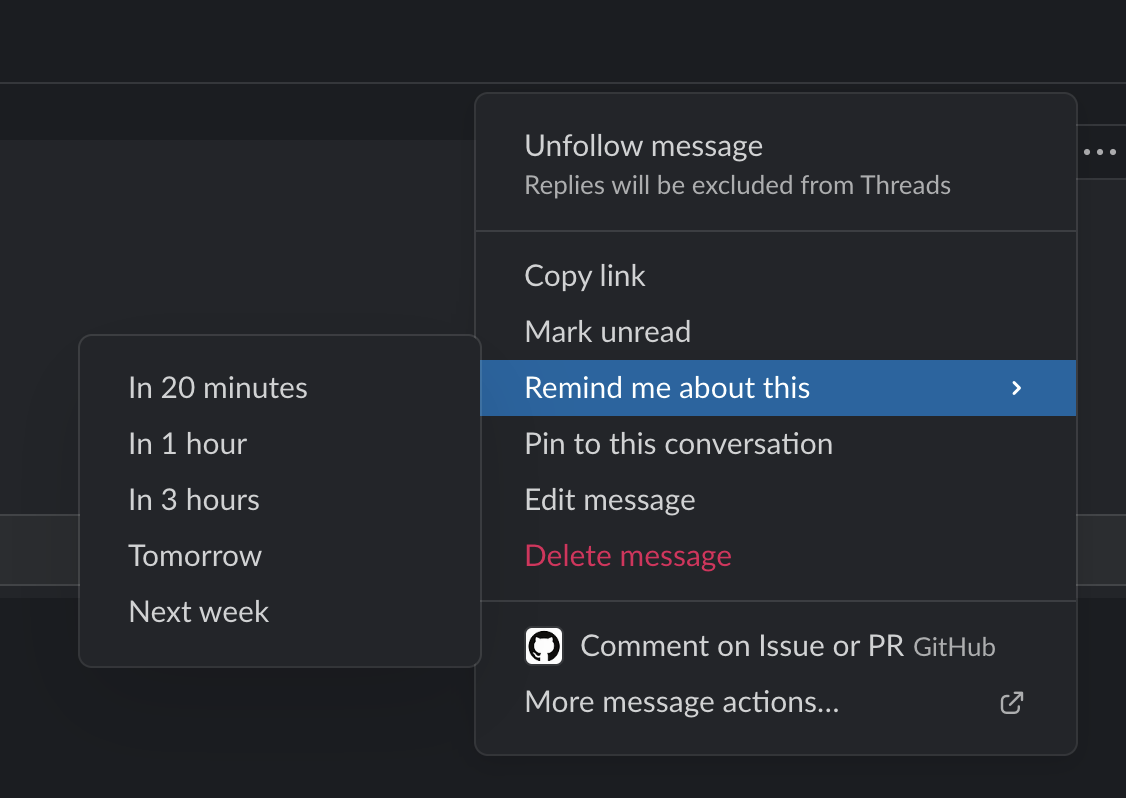 Unfollow message
Replies will be excluded from Threads
Copy link
Mark unread
Remind me about this
Pin to this conversation
Edit message
Delete message
Comment on Issue or PR GitHub
More message actions...
In 20 minutes
In 1 hour
In 3 hours
Tomorrow
Next week